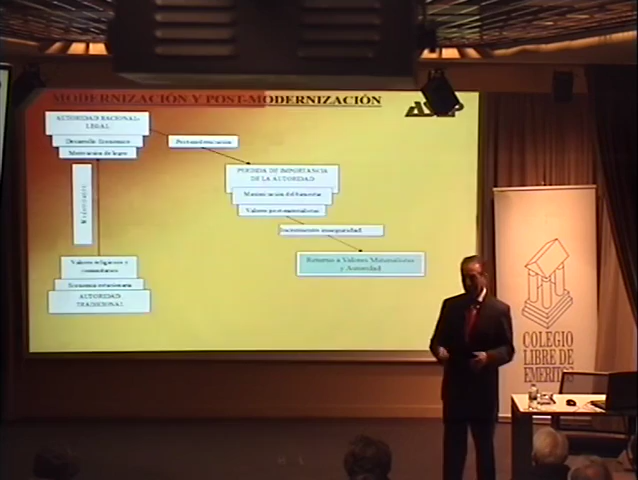 MODERNIZACIÓN Y POST-MODERNIZACIÓN
AUTORIDAD RACIONAL-
LEGAL
Desarrollo Económico
Motivación de logro
Postmodernización
PERDIDA DE IMPORTANCIA
DE LA AUTORIDAD
Maximización del bienestar
Valores post-materialistas
Incremento inseguridad
Retorno a Valores Materialistas
y Autoridad
Modernización
Valores religiosos y
comunitarios
Economía estacionaria
AUTORIDAD
TRADICIONAL
COLEGIO
LIBRE DE
EMERITOS